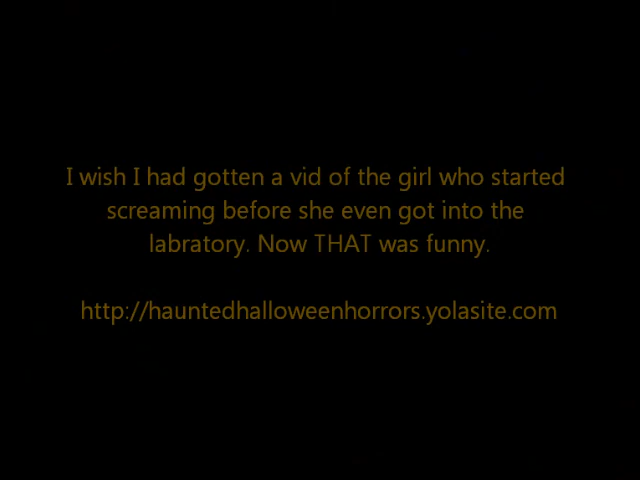 I wish I had gotten a vid of the girl who started
screaming before she even got into the
labratory. Now THAT was funny.
http://hauntedhalloweenhorrors.yolasite.com